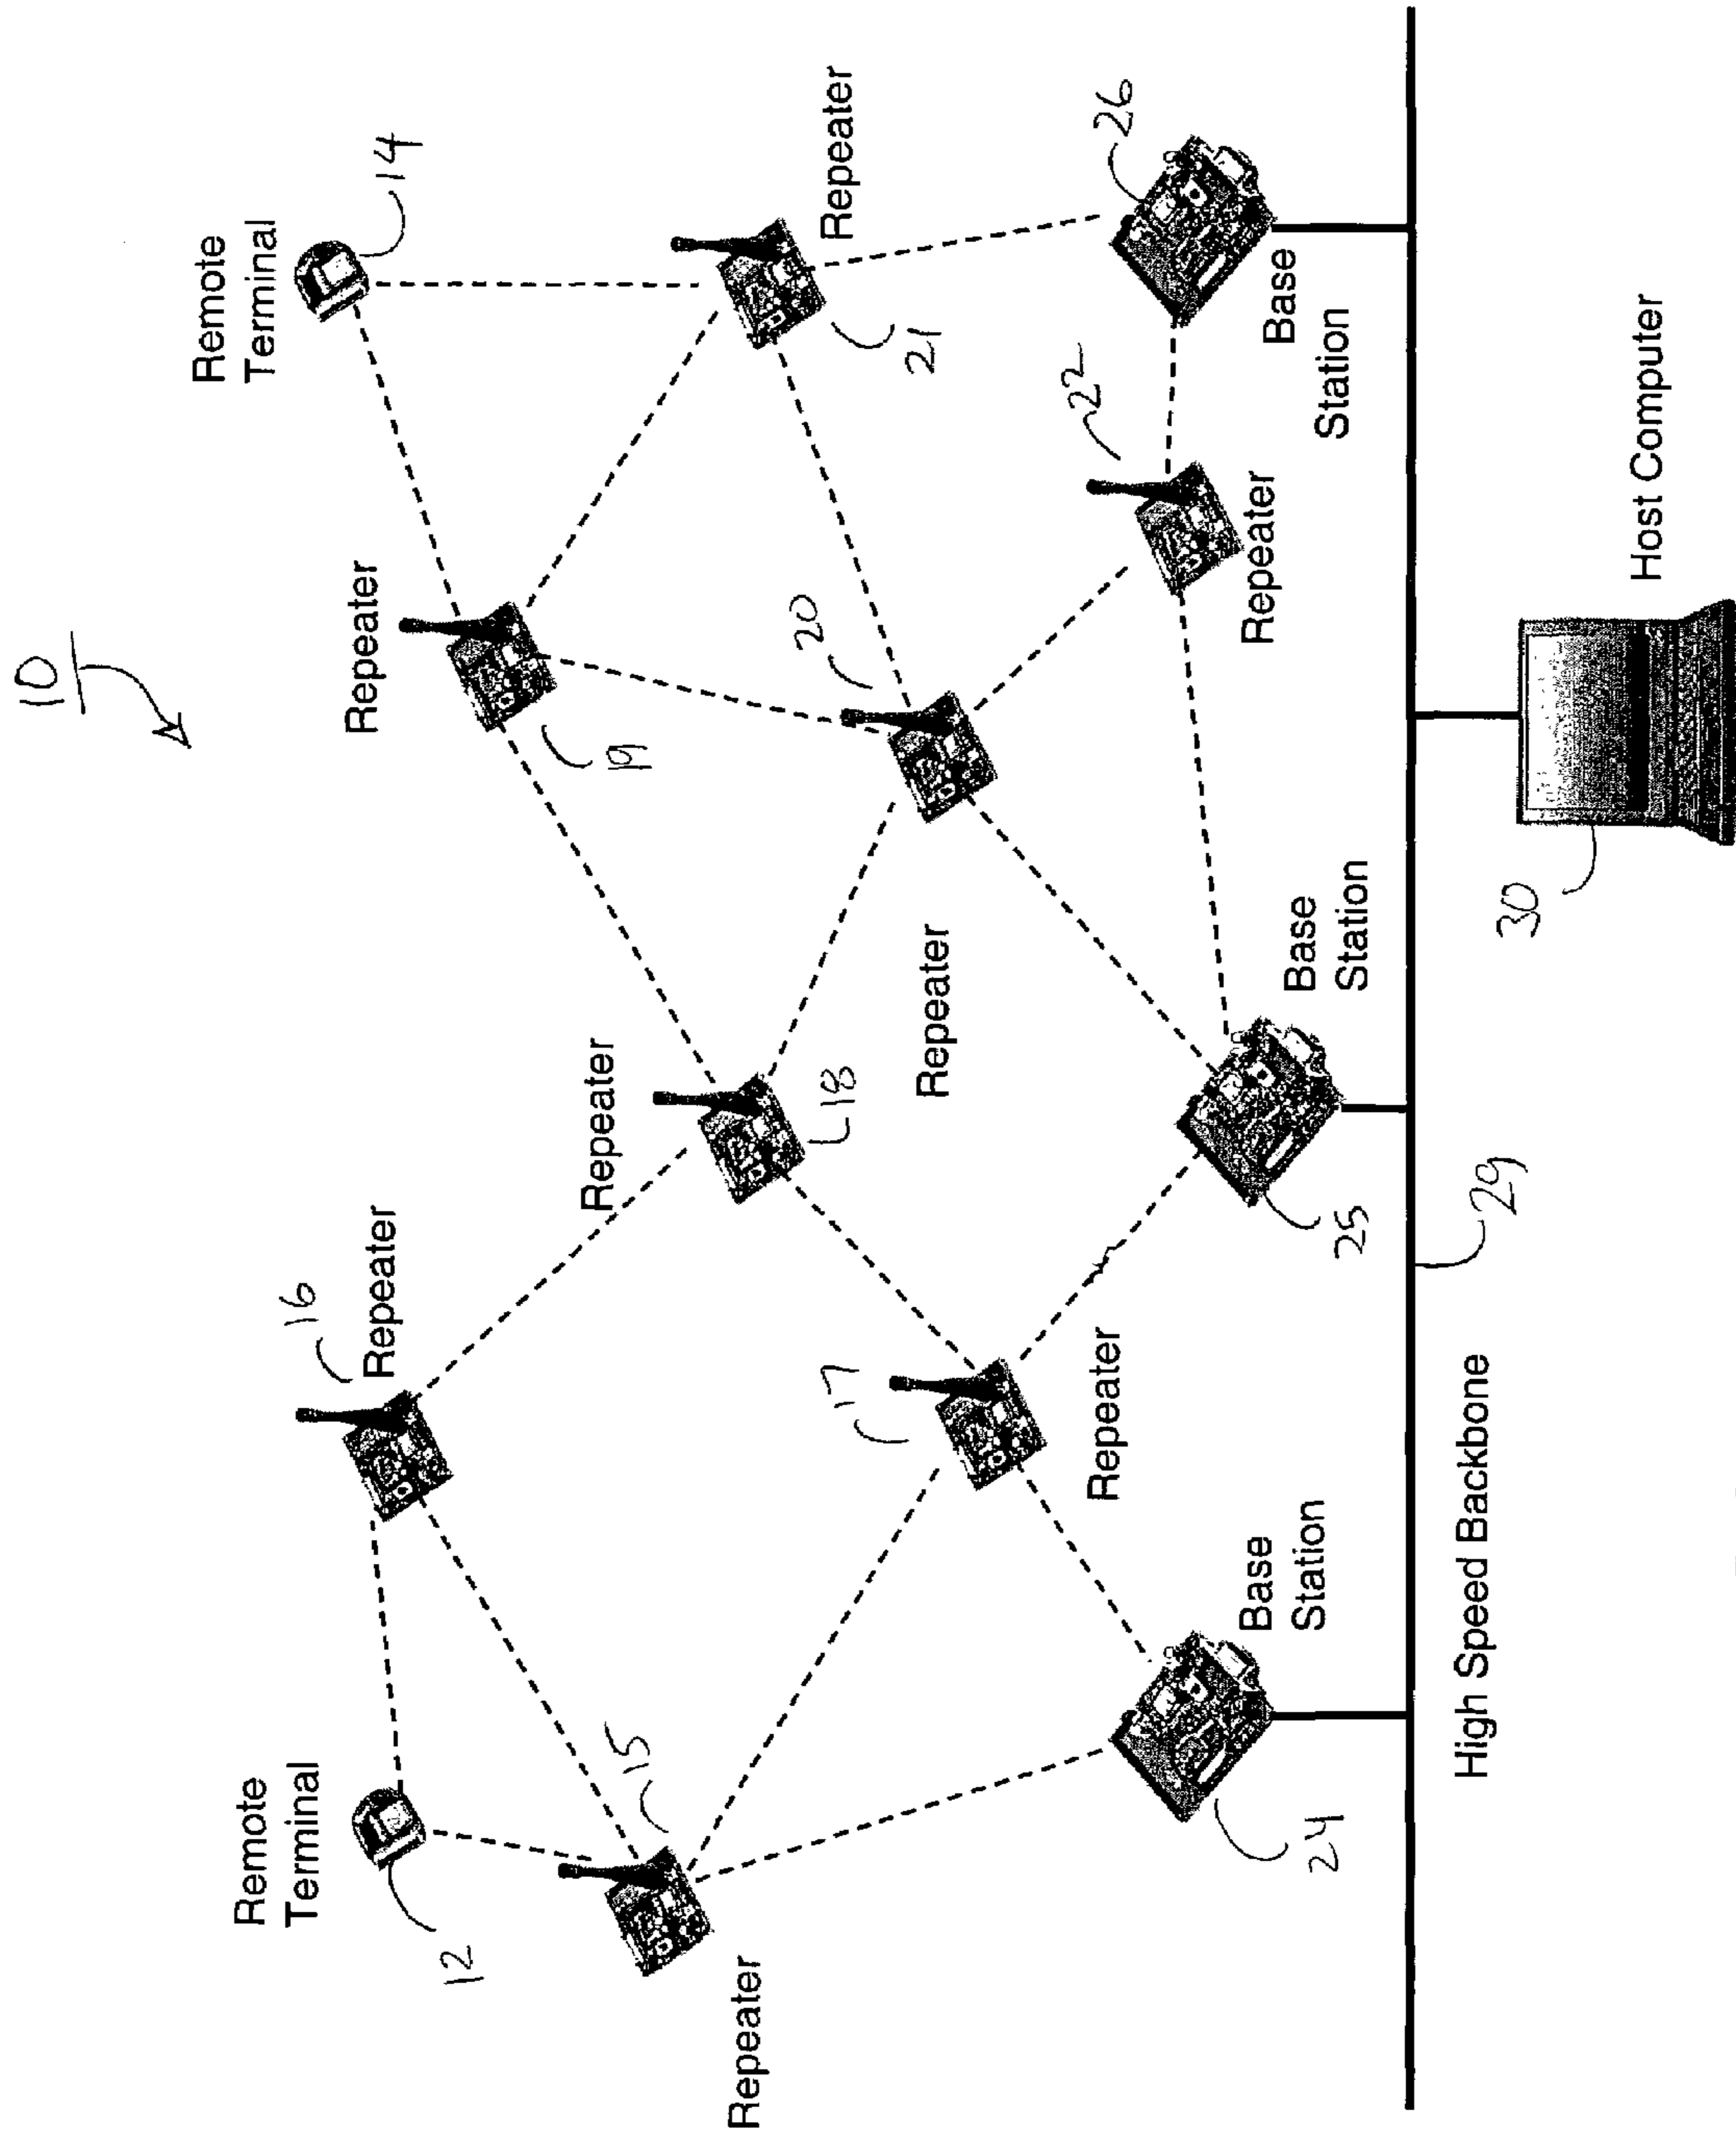 10
Remote
Terminal
12
Remote
Terminal
14
16
Repeater
Repeater
19
15
Repeater
Repeater
18
Repeater
21
17
Repeater
20
Repeater
22
Repeater
26
Base
Station
24
Base
Station
25
Base
Station
High Speed Backbone
29
30
Host Computer